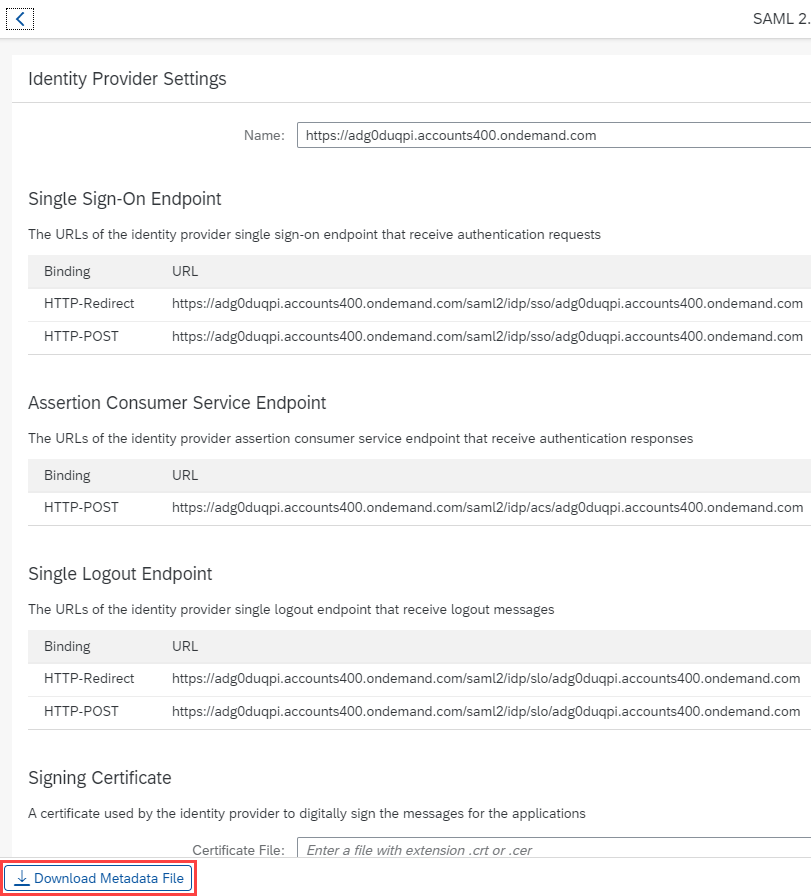 SAML 2.
Identity Provider Settings
Name: https://adg0duqpi.accounts400.ondemand.com
Single Sign-On Endpoint
The URLs of the identity provider single sign-on endpoint that receive authentication requests
Binding URL
HTTP-Redirect https://adg0duqpi.accounts400.ondemand.com/saml2/idp/sso/adg0duqpi.accounts400.ondemand.com
HTTP-POST https://adg0duqpi.accounts400.ondemand.com/saml2/idp/sso/adg0duqpi.accounts400.ondemand.com
Assertion Consumer Service Endpoint
The URLs of the identity provider assertion consumer service endpoint that receive authentication responses
Binding URL
HTTP-POST https://adg0duqpi.accounts400.ondemand.com/saml2/idp/acs/adg0duqpi.accounts400.ondemand.com
Single Logout Endpoint
The URLs of the identity provider single logout endpoint that receive logout messages
Binding URL
HTTP-Redirect https://adg0duqpi.accounts400.ondemand.com/saml2/idp/slo/adg0duqpi.accounts400.ondemand.com
HTTP-POST https://adg0duqpi.accounts400.ondemand.com/saml2/idp/slo/adg0duqpi.accounts400.ondemand.com
Signing Certificate
A certificate used by the identity provider to digitally sign the messages for the applications
Certificate File: Enter a file with extension .crt or .cer
Download Metadata File